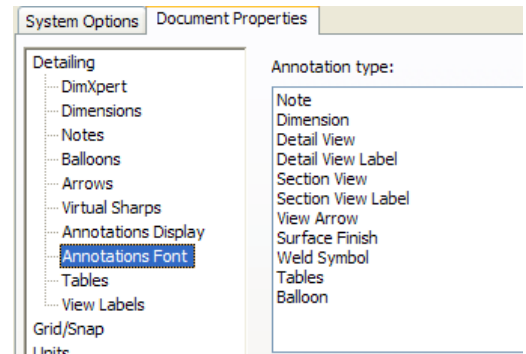 System Options
Document Properties
Detailing
DimXpert
Dimensions
Notes
Balloons
Arrows
Virtual Sharps
Annotations Display
Annotations Font
Tables
View Labels
Grid/Snap
Units
Annotation type:
Note
Dimension
Detail View
Detail View Label
Section View
Section View Label
View Arrow
Surface Finish
Weld Symbol
Tables
Balloon